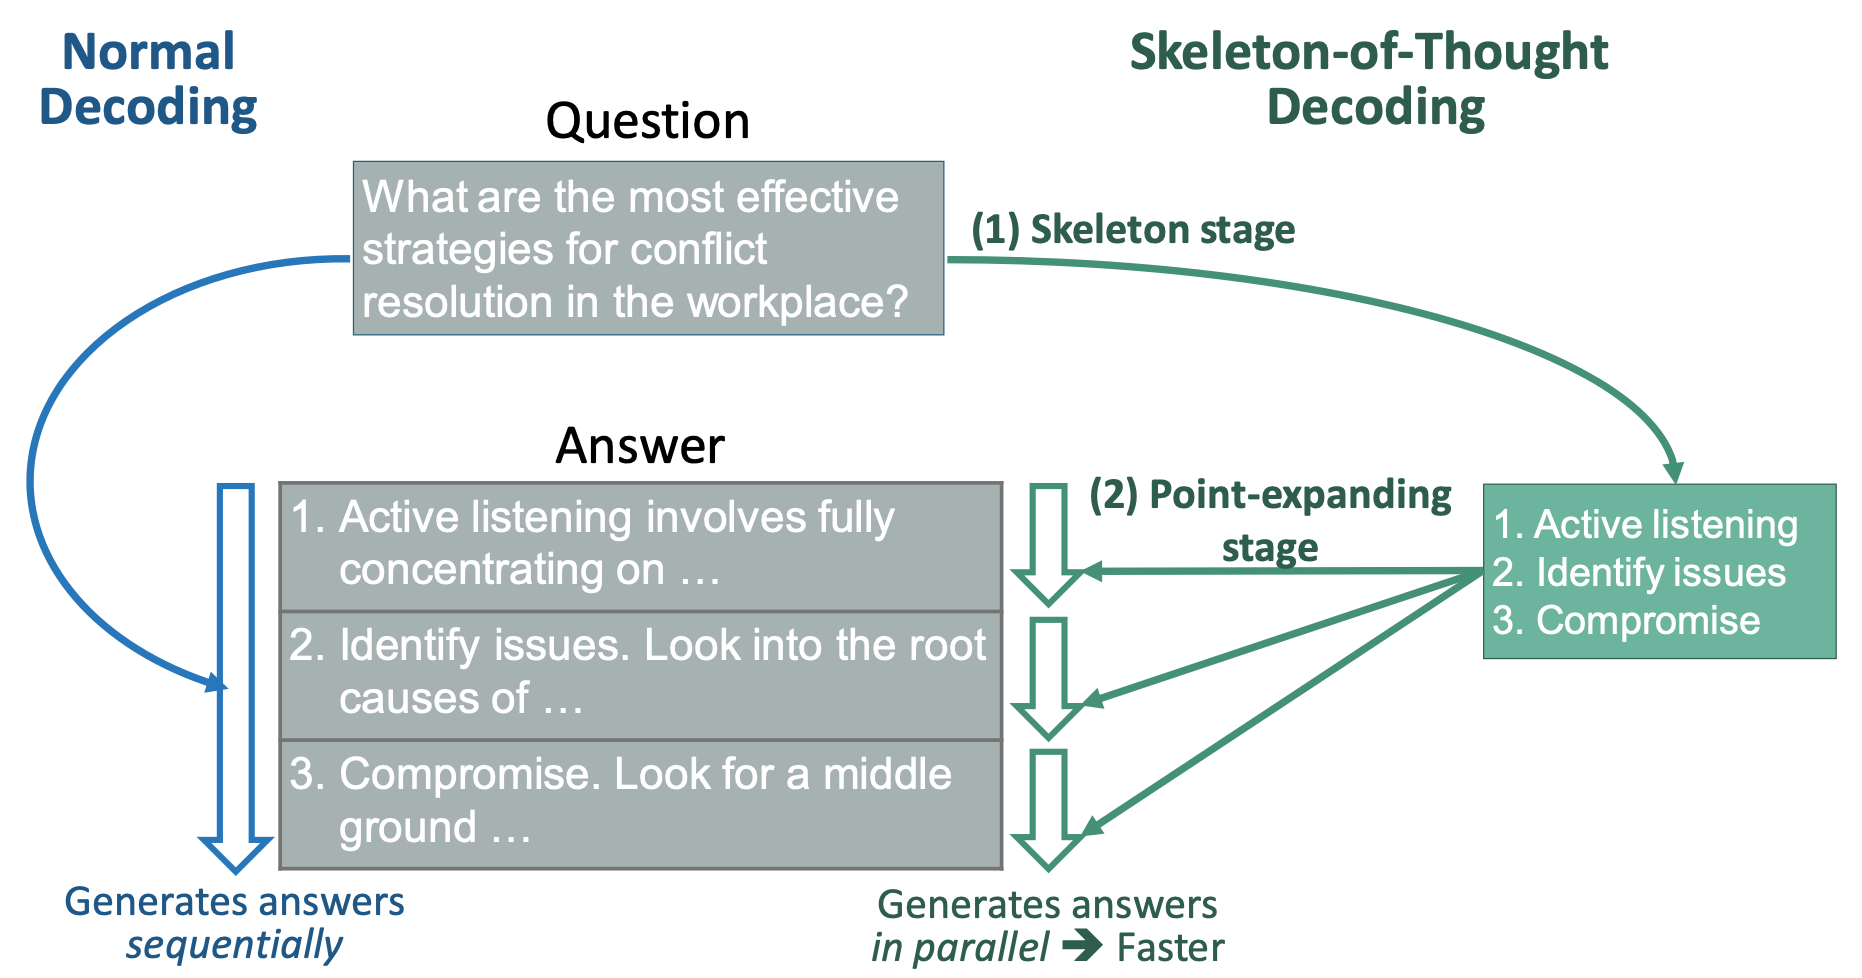 Normal
Decoding
Skeleton-of-Thought
Decoding
Question
What are the most effective
strategies for conflict
resolution in the workplace?
(1) Skeleton stage
Answer
1. Active listening involves fully
concentrating on …
2. Identify issues. Look into the root
causes of …
3. Compromise. Look for a middle
ground …
(2) Point-expanding
stage
1. Active listening
2. Identify issues
3. Compromise
Generates answers
sequentially
Generates answers
in parallel ➔ Faster